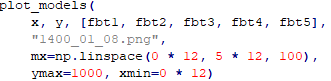 plot_models(
    x, y, [fbt1, fbt2, fbt3, fbt4, fbt5],
    "1400_01_08.png",
    mx=np.linspace(0 * 12, 5 * 12, 100),
    ymax=1000, xmin=0 * 12)